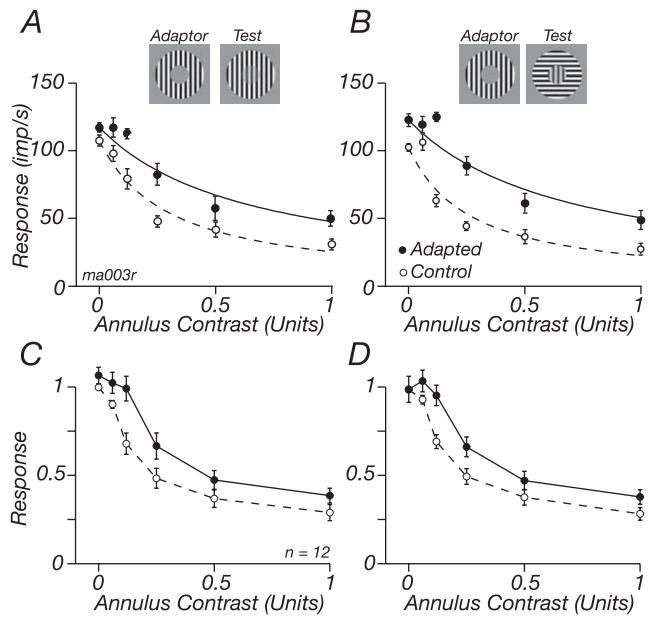 A
B
Adaptor Test
Adaptor Test
150
100
50
0
Response (imp/s)
ma003r
0 0.5 1
Annulus Contrast (Units)
150
100
50
0
Adapted
Control
0 0.5 1
Annulus Contrast (Units)
C
D
1
0.5
0
Response
n = 12
0 0.5 1
Annulus Contrast (Units)
1
0.5
0
0 0.5 1
Annulus Contrast (Units)